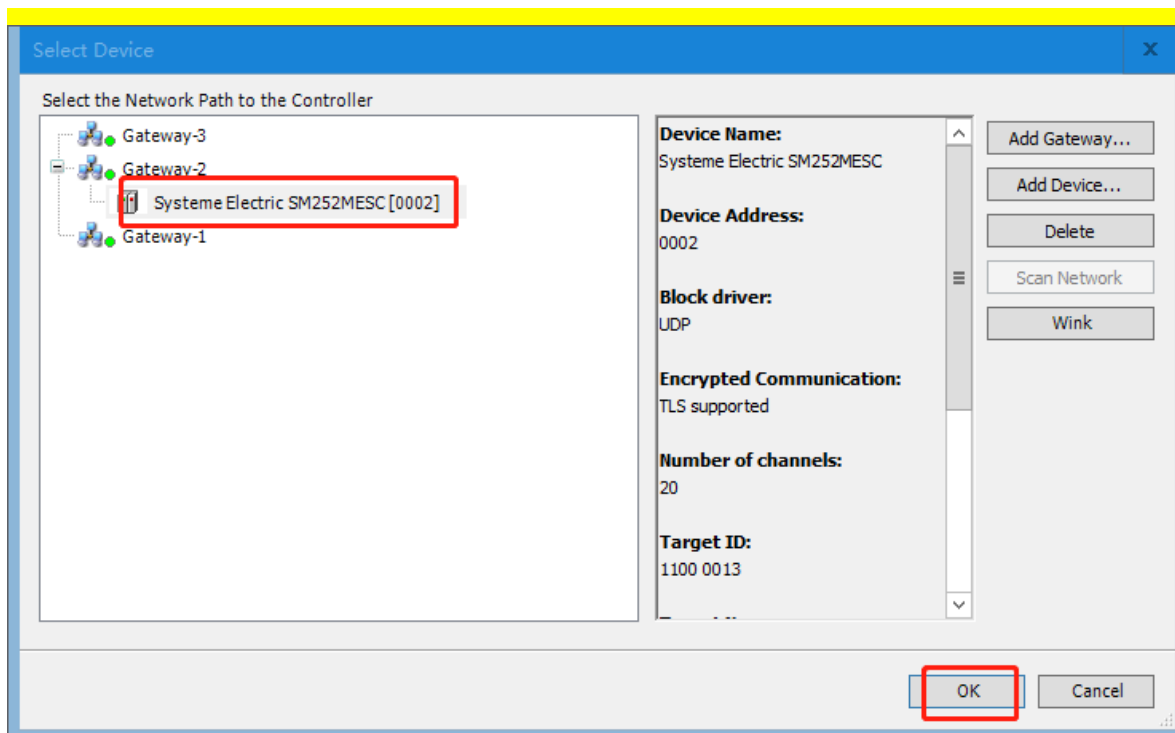 Select Device
x
Select the Network Path to the Controller
Gateway-3
Gateway-2
Systeme Electric SM252MESC [0002]
Gateway-1
Device Name:
Systeme Electric SM252MESC
Device Address:
0002
Block driver:
UDP
Encrypted Communication:
TLS supported
Number of channels:
20
Target ID:
1100 0013
Add Gateway...
Add Device...
Delete
Scan Network
Wink
OK
Cancel